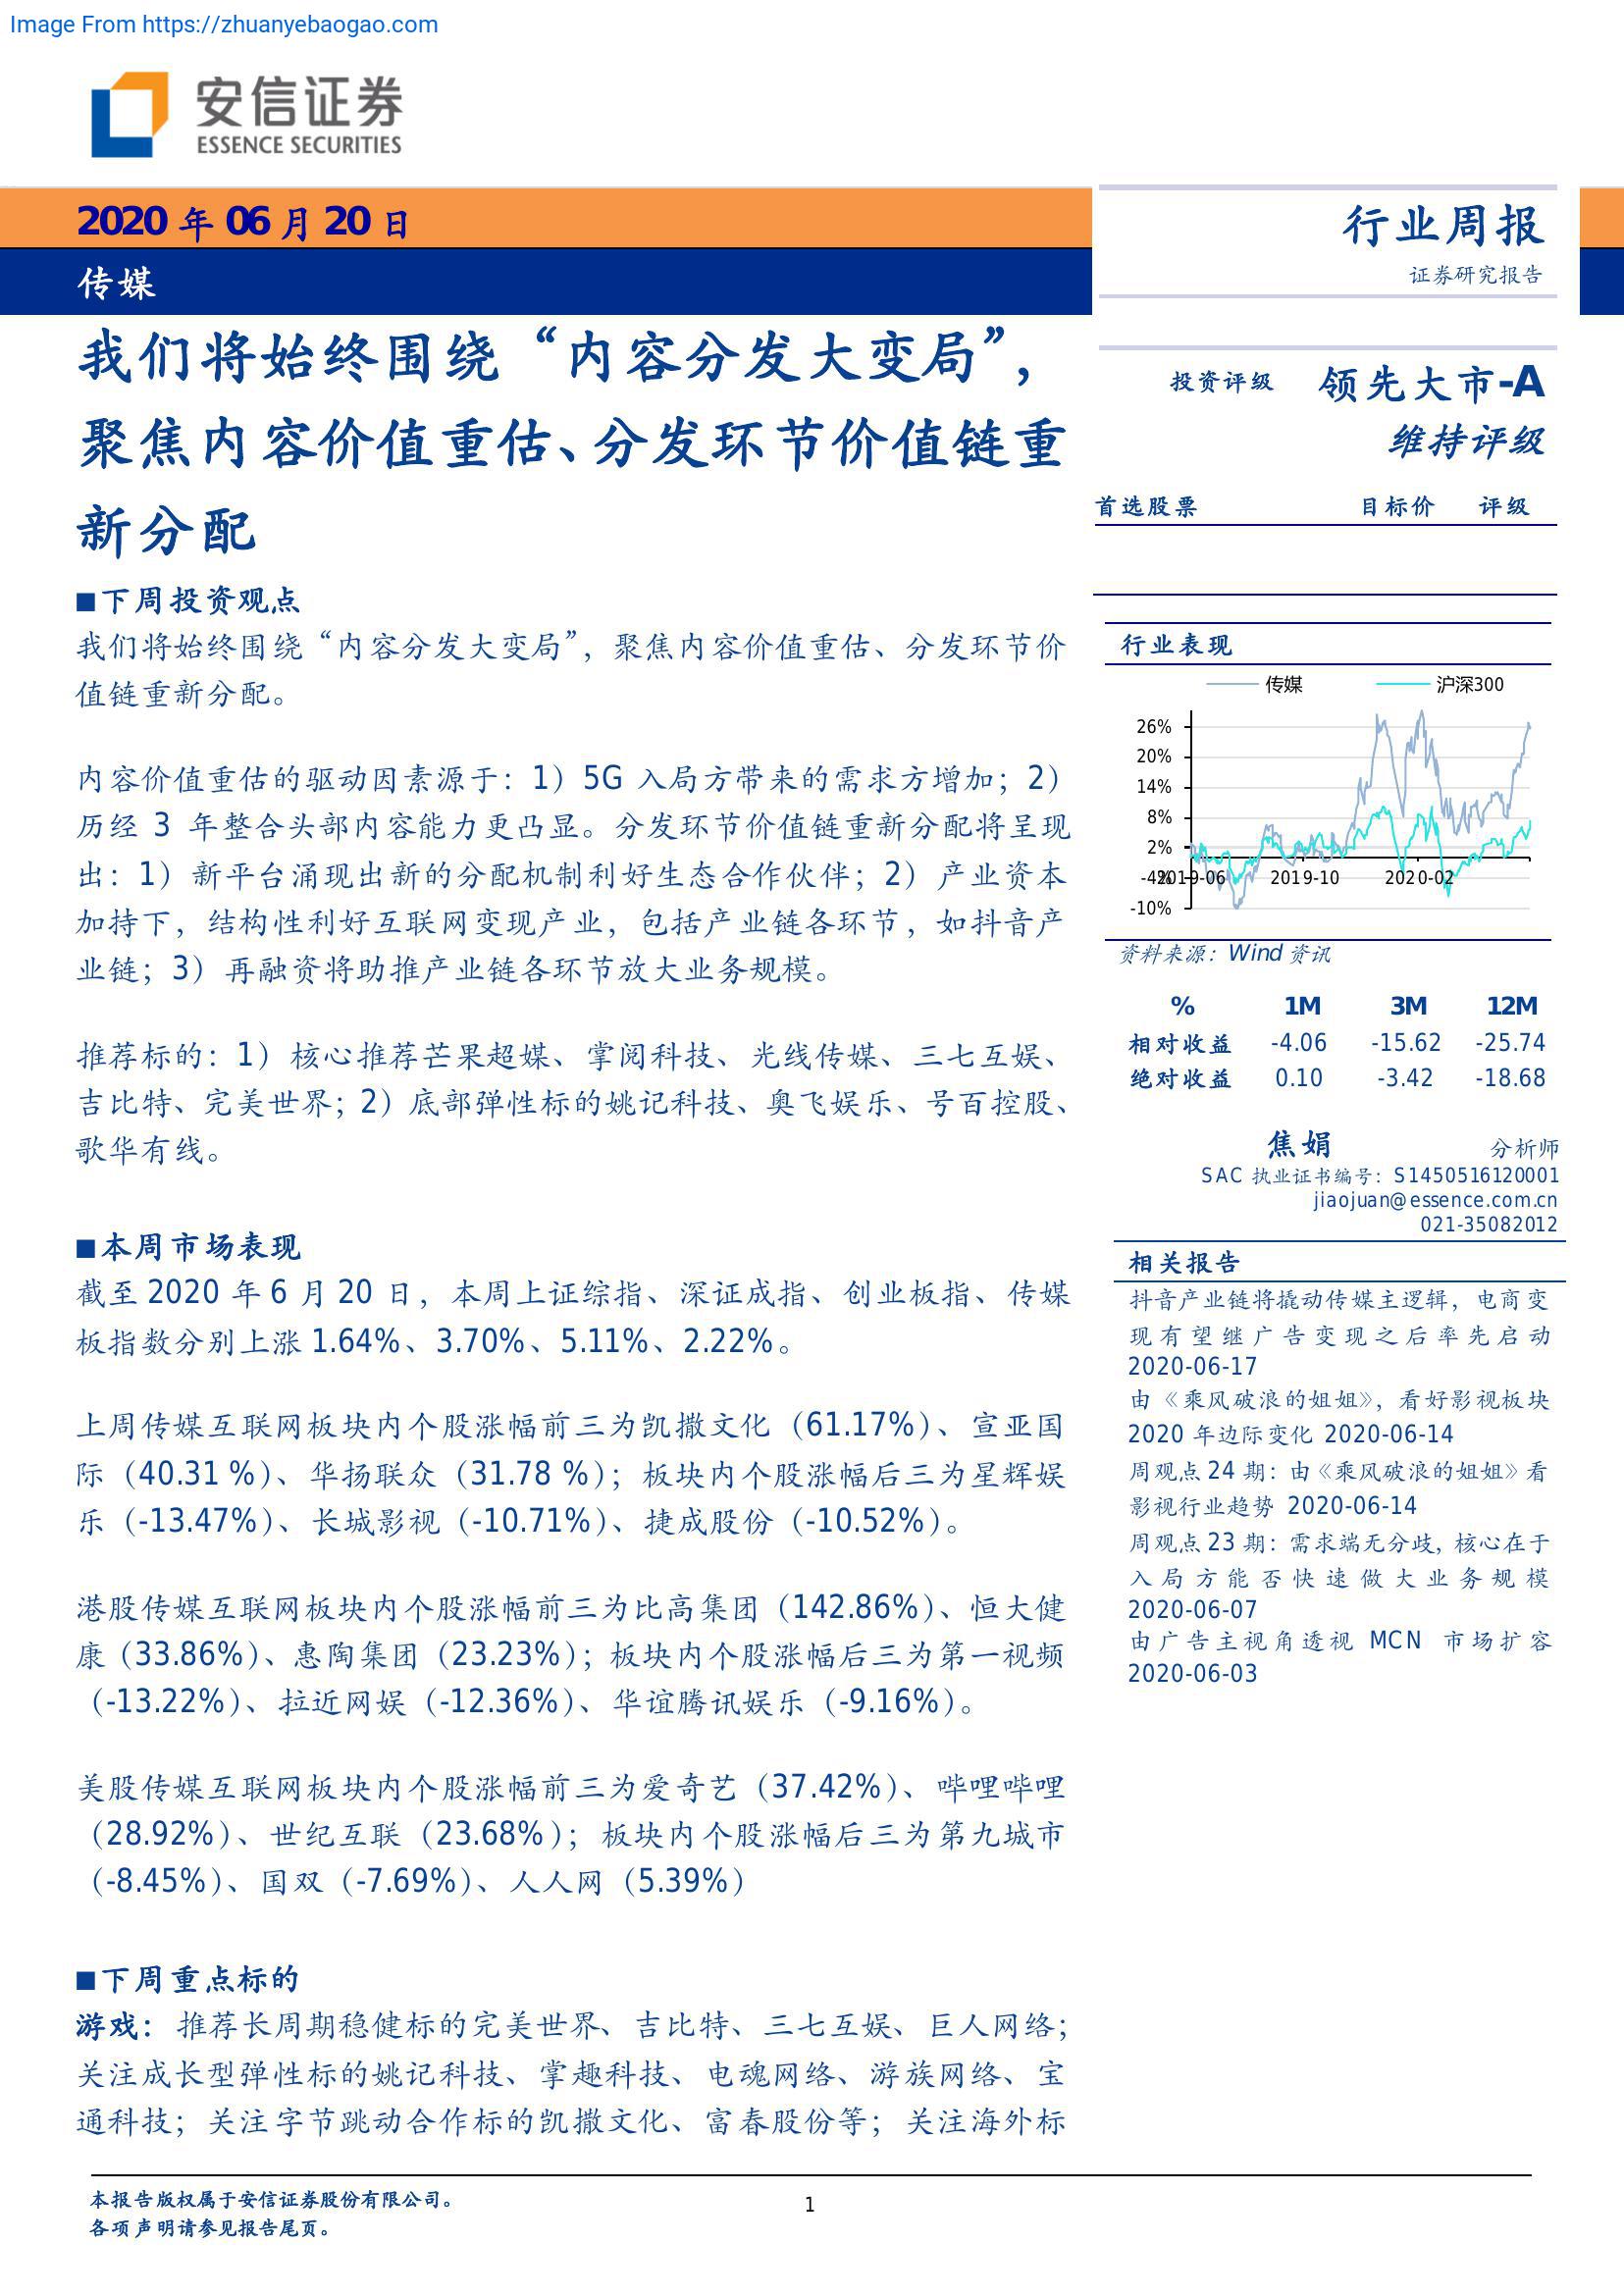 Image From https://zhuanyebaogao.com
安信证券
ESSENCE SECURITIES
2020 年 06 月 20 日
传媒
行业周报
证券研究报告
我们将始终围绕“内容分发大变局”，
聚焦内容价值重估、分发环节价值链重
新分配
■下周投资观点
我们将始终围绕“内容分发大变局”，聚焦内容价值重估、分发环节价
值链重新分配。
内容价值重估的驱动因素源于：1）5G 入局方带来的需求方增加；2）
历经 3 年整合头部内容能力更凸显。分发环节价值链重新分配将呈现
出：1）新平台涌现出新的分配机制利好生态合作伙伴；2）产业资本
加持下，结构性利好互联网变现产业，包括产业链各环节，如抖音产
业链；3）再融资将助推产业链各环节放大业务规模。
推荐标的：1）核心推荐芒果超媒、掌阅科技、光线传媒、三七互娱、
吉比特、完美世界；2）底部弹性标的姚记科技、奥飞娱乐、号百控股、
歌华有线。
■本周市场表现
截至 2020 年 6 月 20 日，本周上证综指、深证成指、创业板指、传媒
板指数分别上涨 1.64%、3.70%、5.11%、2.22%。
上周传媒互联网板块内个股涨幅前三为凯撒文化（61.17%）、宣亚国
际（40.31 %）、华扬联众（31.78 %）；板块内个股涨幅后三为星辉娱
乐（-13.47%）、长城影视（-10.71%）、捷成股份（-10.52%）。
港股传媒互联网板块内个股涨幅前三为比高集团（142.86%）、恒大健
康（33.86%）、惠陶集团（23.23%）；板块内个股涨幅后三为第一视频
（-13.22%）、拉近网娱（-12.36%）、华谊腾讯娱乐（-9.16%）。
美股传媒互联网板块内个股涨幅前三为爱奇艺（37.42%）、哔哩哔哩
（28.92%）、世纪互联（23.68%）；板块内个股涨幅后三为第九城市
（-8.45%）、国双（-7.69%）、人人网（5.39%）
■下周重点标的
游戏：推荐长周期稳健标的完美世界、吉比特、三七互娱、巨人网络；
关注成长型弹性标的姚记科技、掌趣科技、电魂网络、游族网络、宝
通科技；关注字节跳动合作标的凯撒文化、富春股份等；关注海外标
投资评级 领先大市-A
维持评级
首选股票 目标价 评级
行业表现
传媒 沪深300
26%
20%
14%
8%
2%
-4%
-10%
2019-06 2019-10 2020-02
资料来源：Wind 资讯
% 1M 3M 12M
相对收益 -4.06 -15.62 -25.74
绝对收益 0.10 -3.42 -18.68
焦娟 分析师
SAC 执业证书编号：S1450516120001
jiaojuan@essence.com.cn
021-35082012
相关报告
抖音产业链将撬动传媒主逻辑，电商变
现有望继广告变现之后率先启动
2020-06-17
由《乘风破浪的姐姐》，看好影视板块
2020 年边际变化 2020-06-14
周观点 24 期：由《乘风破浪的姐姐》看
影视行业趋势 2020-06-14
周观点 23 期：需求端无分歧，核心在于
入局方能否快速做大业务规模
2020-06-07
由广告主视角透视 MCN 市场扩容
2020-06-03
本报告版权属于安信证券股份有限公司。
各项声明请参见报告尾页。
1